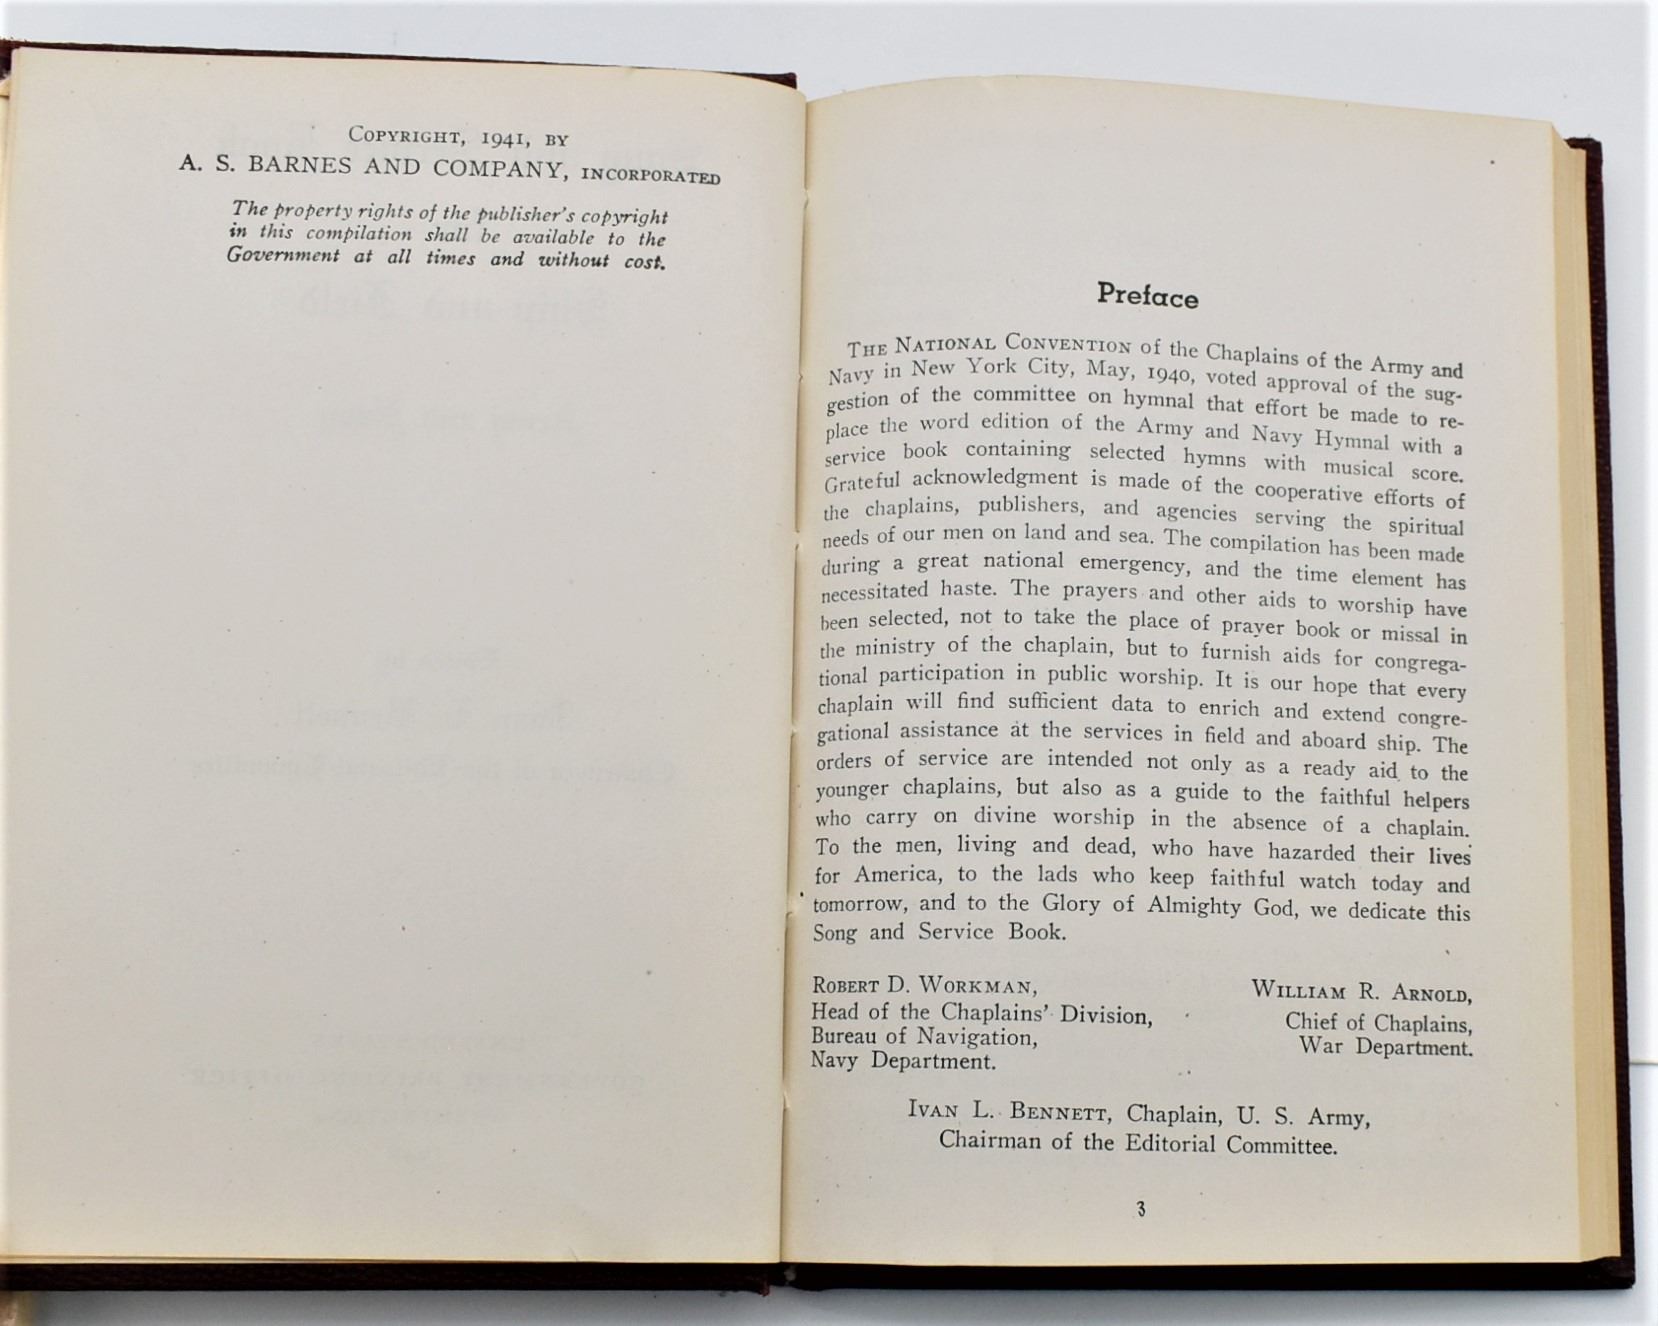 COPYRIGHT, 1941, BY
A. S. BARNES AND COMPANY, INCORPORATED
The property rights of the publisher's copyright
in this compilation shall be available to the
Government at all times and without cost.
Preface
THE NATIONAL CONVENTION of the Chaplains of the Army and
Navy in New York City, May, 1940, voted approval of the sug-
gestion of the committee on hymnal that effort be made to re-
place the word edition of the Army and Navy Hymnal with a
service book containing selected hymns with musical score.
Grateful acknowledgment is made of the cooperative efforts of
the chaplains, publishers, and agencies serving the spiritual
needs of our men on land and sea. The compilation has been made
during a great national emergency, and the time element has
necessitated haste. The prayers and other aids to worship have
been selected, not to take the place of prayer book or missal in
the ministry of the chaplain, but to furnish aids for congrega-
tional participation in public worship. It is our hope that every
chaplain will find sufficient data to enrich and extend congre-
gational assistance at the services in field and aboard ship. The
orders of service are intended not only as a ready aid to the
younger chaplains, but also as a guide to the faithful helpers
who carry on divine worship in the absence of a chaplain.
To the men, living and dead, who have hazarded their lives
for America, to the lads who keep faithful watch today and
tomorrow, and to the Glory of Almighty God, we dedicate this
Song and Service Book.
ROBERT D. WORKMAN,
Head of the Chaplains' Division,
Bureau of Navigation,
Navy Department.
WILLIAM R. ARNOLD,
Chief of Chaplains,
War Department.
IVAN L. BENNETT, Chaplain, U. S. Army,
Chairman of the Editorial Committee.
3